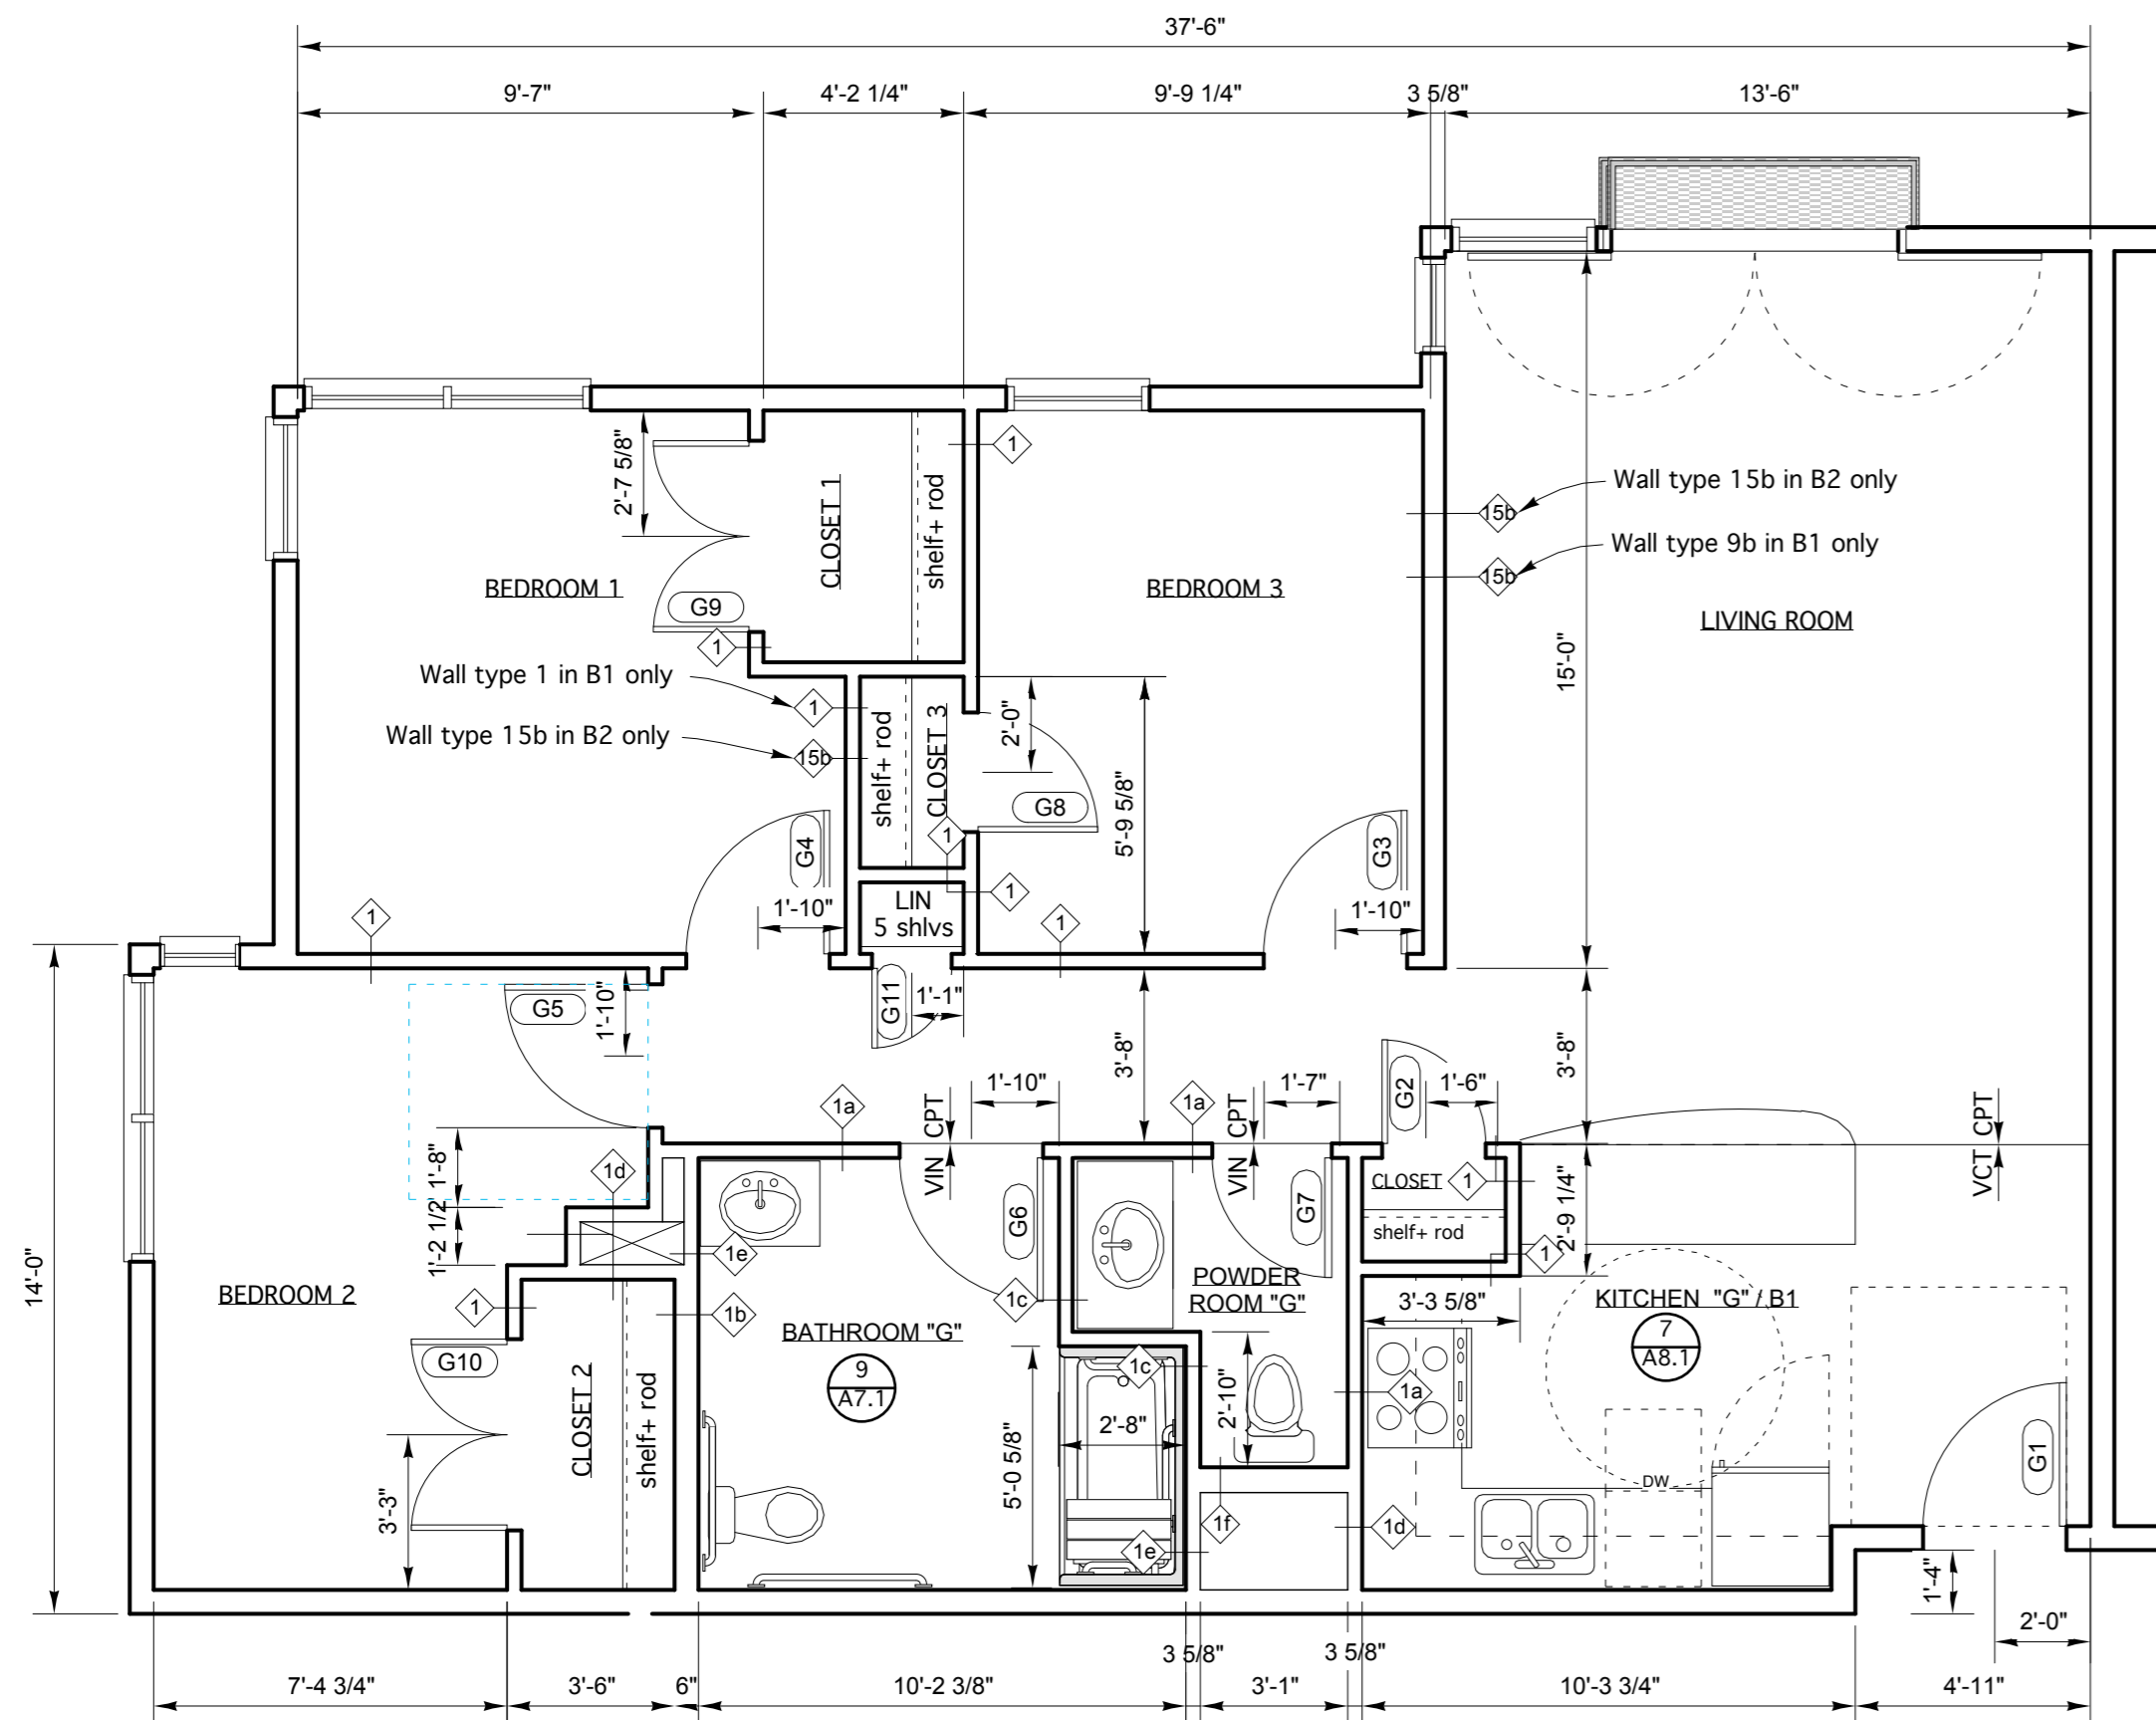 37'-6"
9'-7"
4'-2 1/4"
9'-9 1/4"
3 5/8"
13'-6"
2'-7 5/8"
CLOSET 1
shelf+ rod
1
BEDROOM 1
G9
1
BEDROOM 3
15b
Wall type 15b in B2 only
15b
Wall type 9b in B1 only
LIVING ROOM
15'-0"
Wall type 1 in B1 only
1
Wall type 15b in B2 only
15b
shelf+ rod
CLOSET 3
2'-0"
G8
5'-9 5/8"
1
G4
G3
1
1'-10"
LIN
5 shlvs
1
1
1'-10"
G5
1'-10"
G11
1'-1"
3'-8"
3'-8"
1a
CPT
VIN
1'-10"
1a
CPT
VIN
1'-7"
G2
1'-6"
CPT
VCT
14'-0"
1'-8"
1'-2 1/2"
1d
1e
G6
G7
CLOSET
1
shelf+ rod
1
2'-9 1/4"
BEDROOM 2
1
1b
1c
POWDER
ROOM "G"
3'-3 5/8"
KITCHEN "G" / B1
7
A8.1
BATHROOM "G"
9
A7.1
G10
CLOSET 2
shelf+ rod
3'-3"
5'-0 5/8"
1c
2'-8"
2'-10"
1a
1e
1f
1d
DW
G1
1'-4"
2'-0"
3 5/8"
3 5/8"
7'-4 3/4"
3'-6"
6"
10'-2 3/8"
3'-1"
10'-3 3/4"
4'-11"